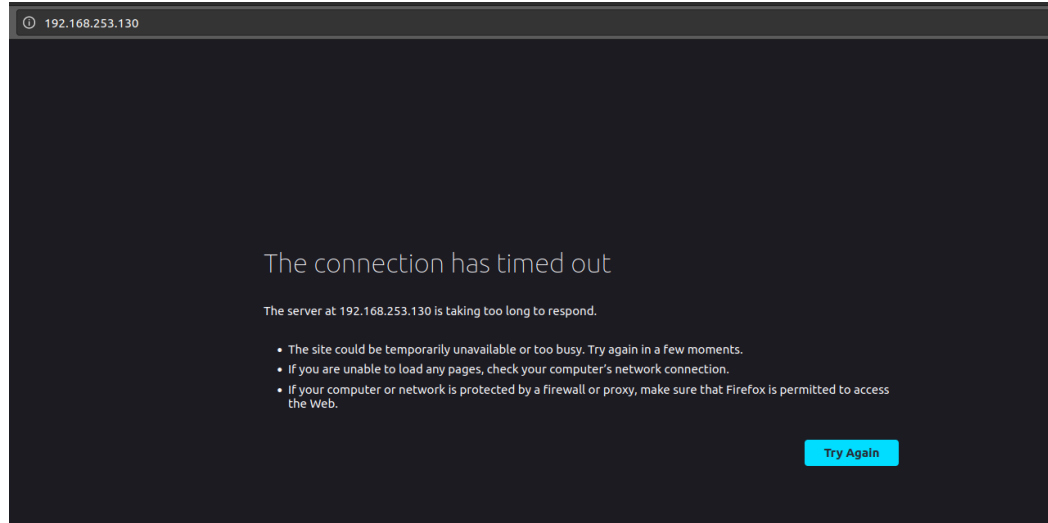 192.168.253.130
The connection has timed out
The server at 192.168.253.130 is taking too long to respond.
• The site could be temporarily unavailable or too busy. Try again in a few moments.
• If you are unable to load any pages, check your computer’s network connection.
• If your computer or network is protected by a firewall or proxy, make sure that Firefox is permitted to access
the Web.
Try Again